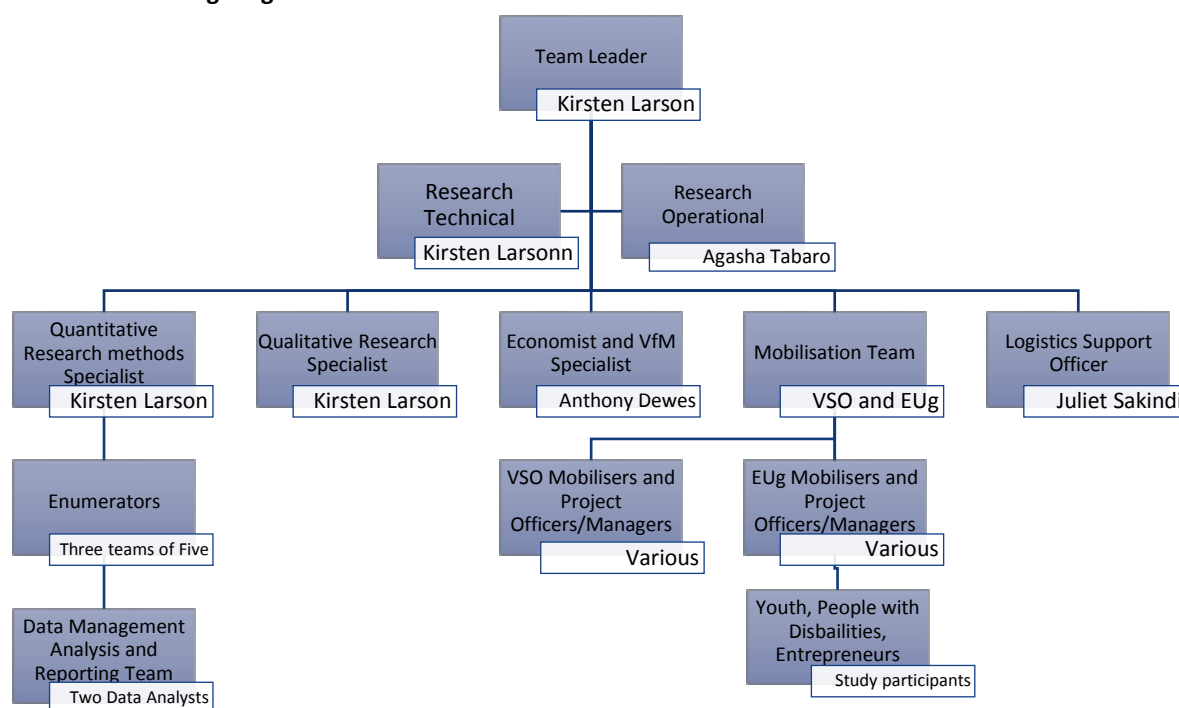 Team Leader
Kirsten Larson
Research
Technical
Kirsten Larsonn
Research
Operational
Agasha Tabaro
Quantitative
Research methods
Specialist
Kirsten Larson
Qualitative Research
Specialist
Kirsten Larson
Economist and VfM
Specialist
Anthony Dewes
Mobilisation Team
VSO and EUg
Logistics Support
Officer
Juliet Sakindi
Enumerators
Three teams of Five
VSO Mobilisers and
Project
Officers/Managers
Various
EUg Mobilisers and
Project
Officers/Managers
Various
Data Management
Analysis and
Reporting Team
Two Data Analysts
Youth, People with
Disbailities,
Entrepreneurs
Study participants